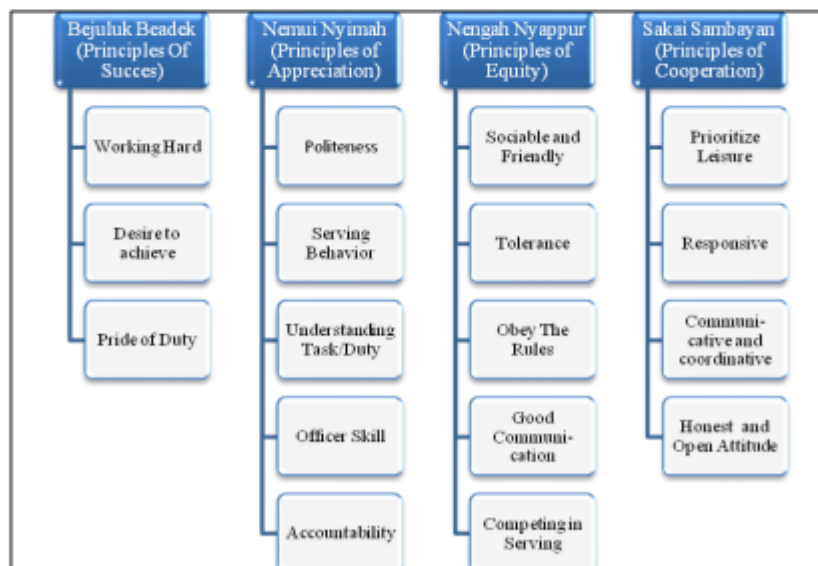 Bejuluk Beadek
(Principles Of
Succes)
Working Hard
Desire to
achieve
Pride of Duty
Nemui Nyimah
(Principles of
Appreciation)
Politeness
Serving
Behavior
Understanding
Task/Duty
Officer Skill
Accountability
Nengah Nyappur
(Principles of
Equity)
Sociable and
Friendly
Tolerance
Obey The
Rules
Good
Communi-
cation
Competing in
Serving
Sakai Sambayan
(Principles of
Cooperation)
Prioritize
Leisure
Responsive
Communi-
cative and
coordinative
Honest and
Open Attitude